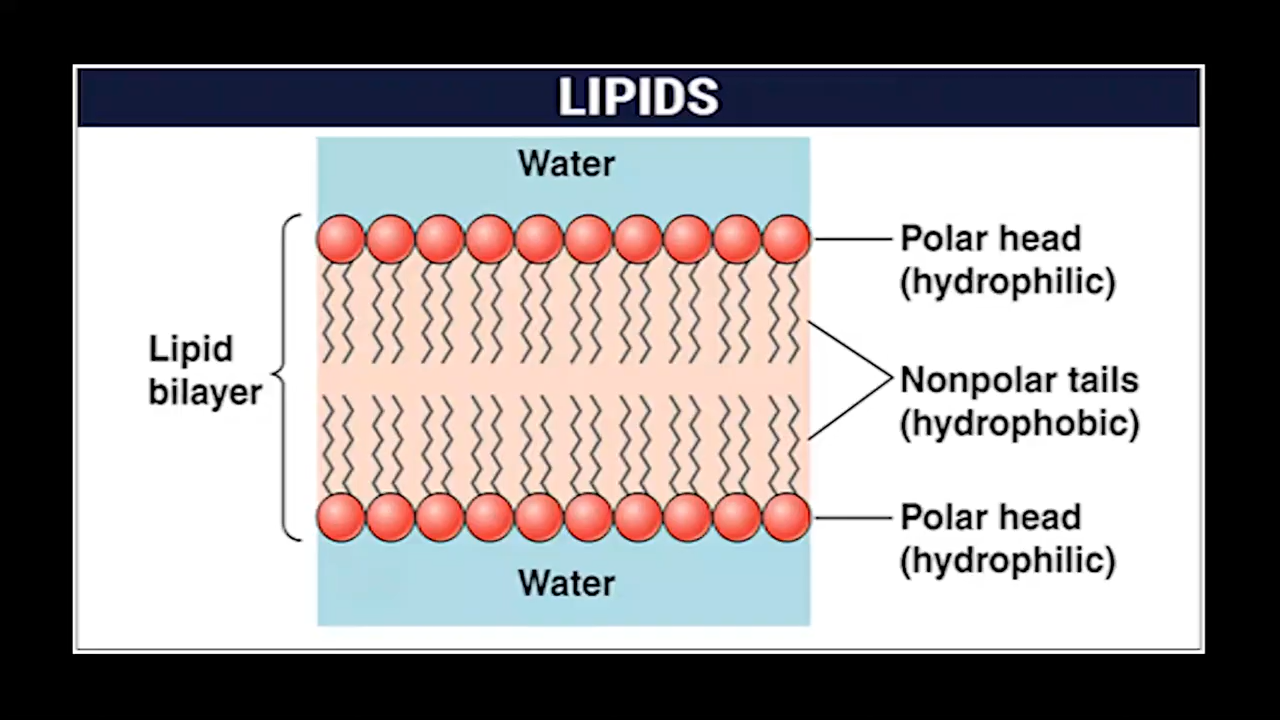 LIPIDS
Water
Polar head
(hydrophilic)
Lipid
bilayer
Nonpolar tails
(hydrophobic)
Polar head
(hydrophilic)
Water